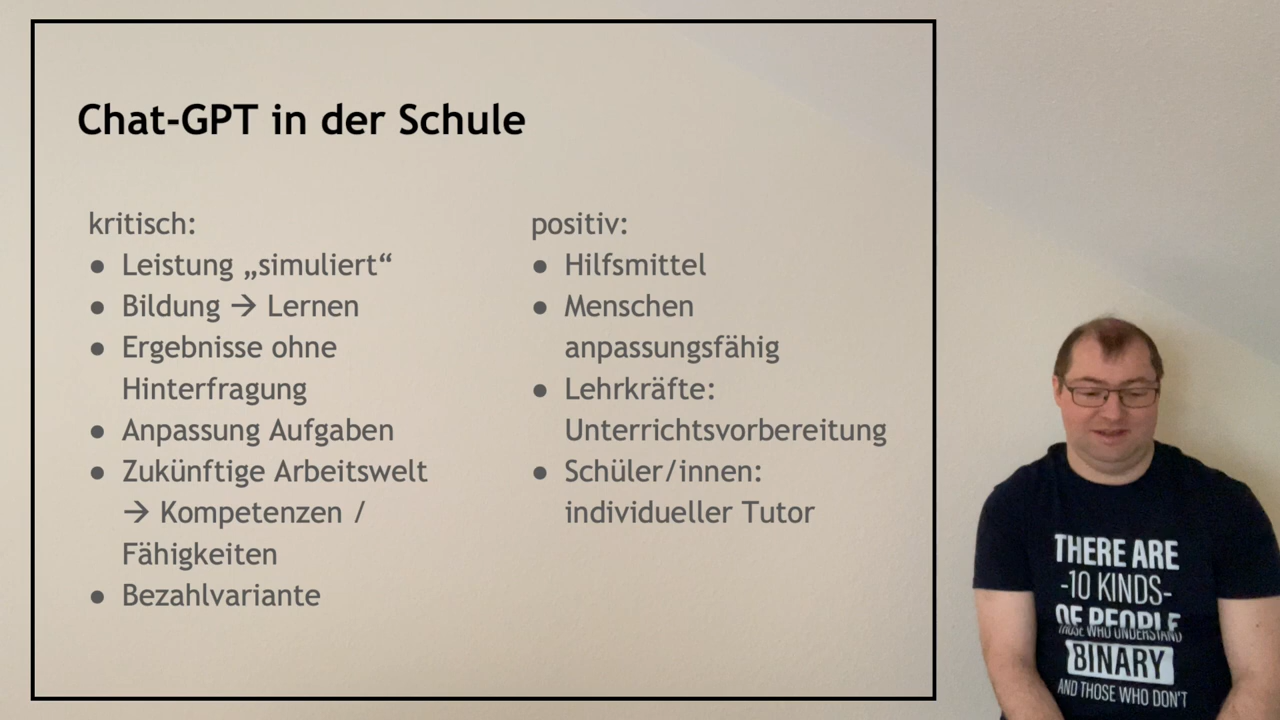 Chat-GPT in der Schule
kritisch:
● Leistung „simuliert“
● Bildung → Lernen
● Ergebnisse ohne
Hinterfragung
● Anpassung Aufgaben
● Zukünftige Arbeitswelt
→ Kompetenzen /
Fähigkeiten
● Bezahlvariante
positiv:
● Hilfsmittel
● Menschen
anpassungsfähig
● Lehrkräfte:
Unterrichtsvorbereitung
● Schüler/innen:
individueller Tutor
THERE ARE
-10 KINDS-
OF PEOPLE
THOSE WHO UNDERSTAND
BINARY
AND THOSE WHO DON'T